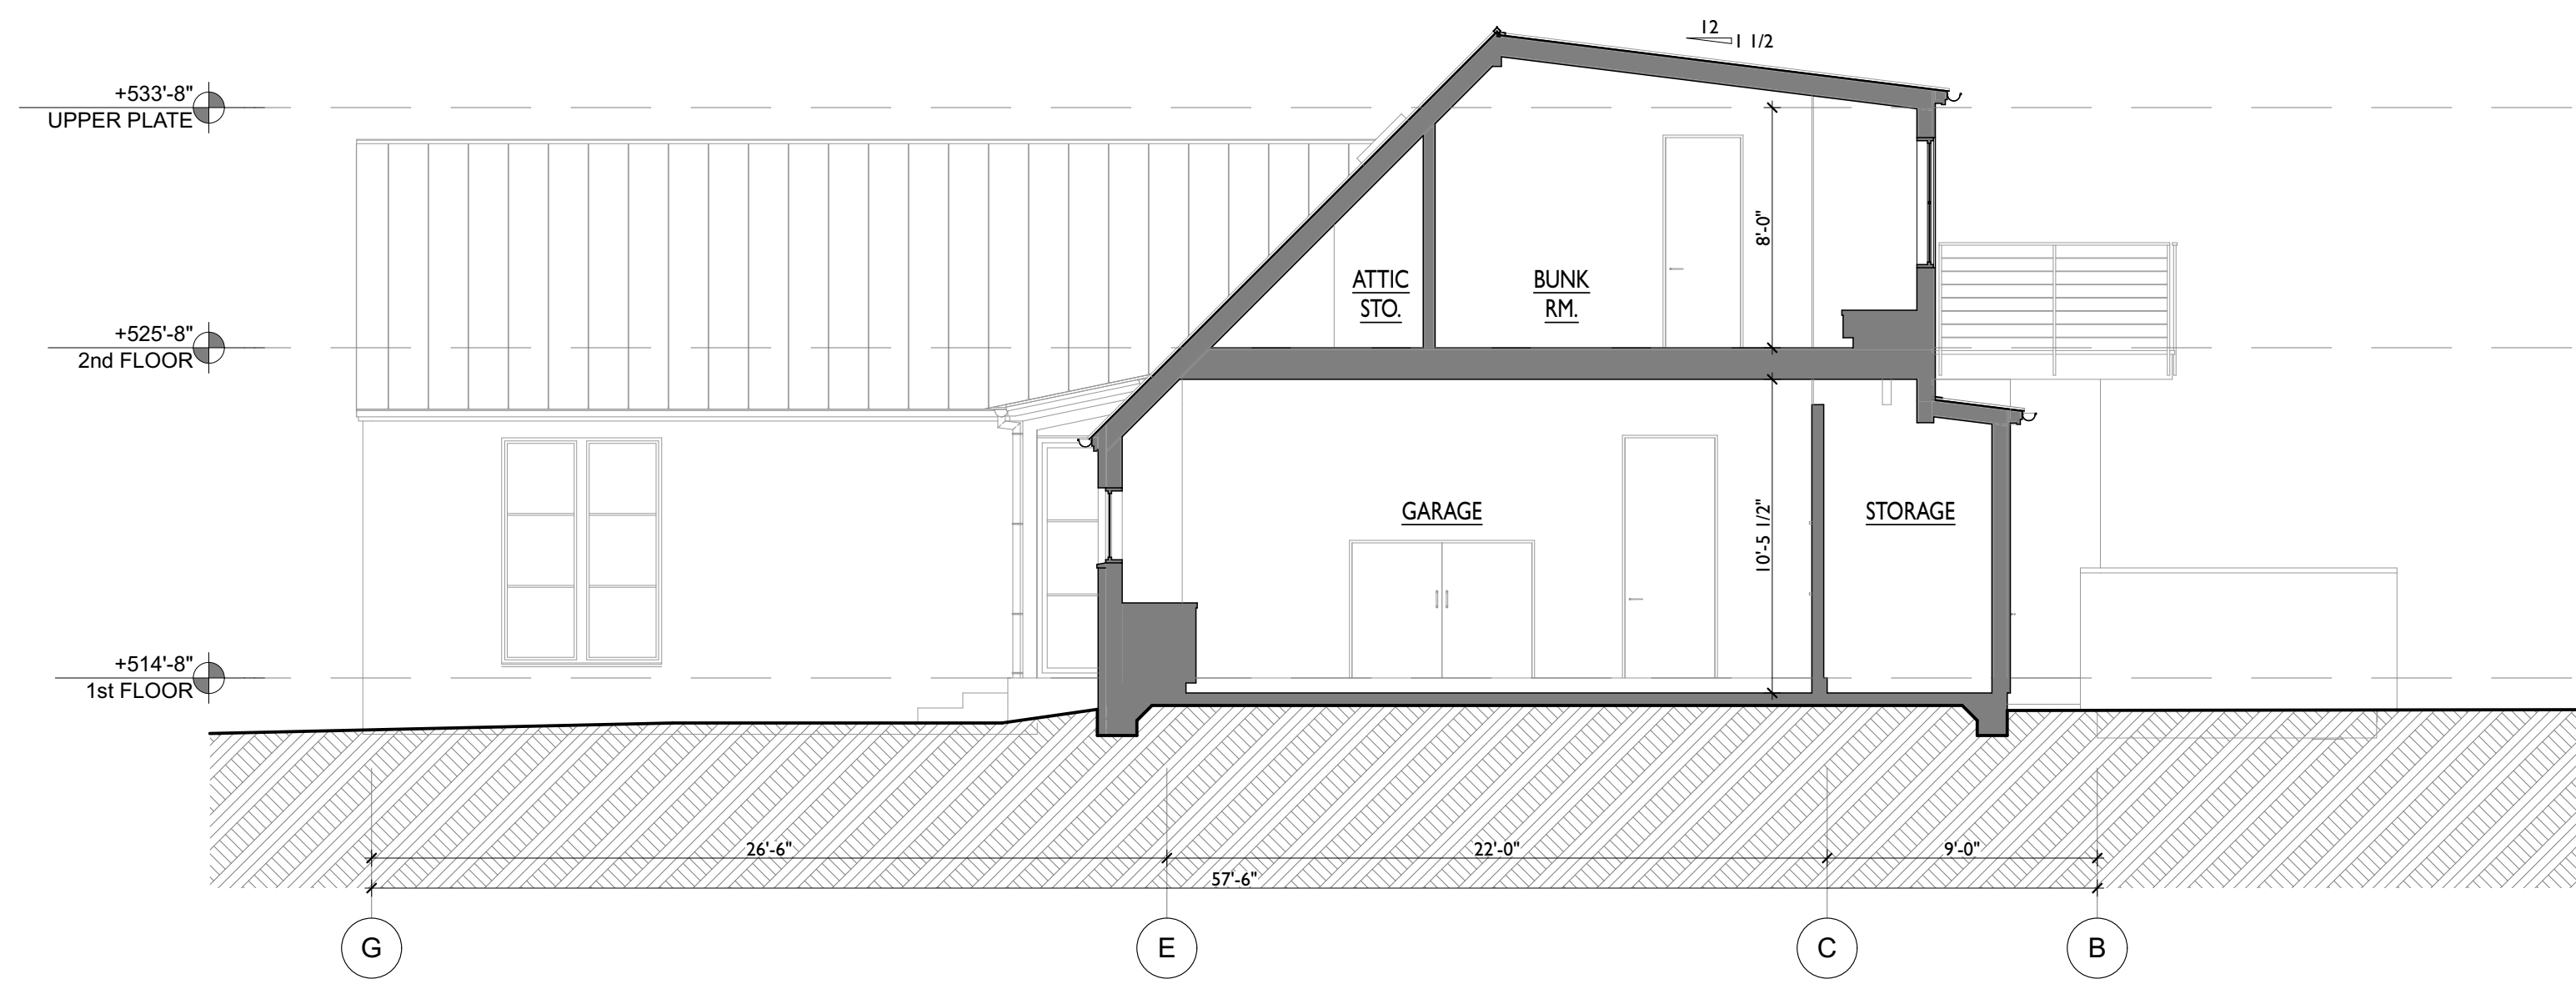 12
1 1/2
+533'-8"
UPPER PLATE
8'-0"
ATTIC
STO.
BUNK
RM.
+525'-8"
2nd FLOOR
GARAGE
STORAGE
10'-5 1/2"
+514'-8"
1st FLOOR
26'-6"
22'-0"
9'-0"
57'-6"
G
E
C
B